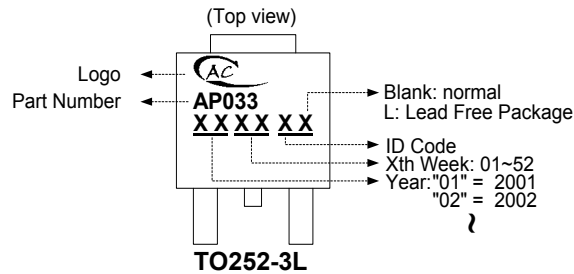 (Top view)
AC
Logo
Part Number
AP033
X X X X X X
Blank: normal
L: Lead Free Package
ID Code
Xth Week: 01~52
Year:"01" = 2001
"02" = 2002
~
TO252-3L